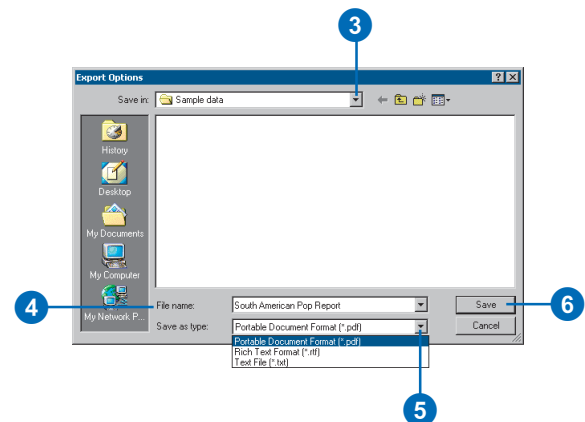 3
Export Options
Save in: Sample data
History
Desktop
My Documents
My Computer
My Network P...
4
File name: South American Pop Report Save
6
Save as type: Portable Document Format (*.pdf) Cancel
Portable Document Format (*.pdf)
Rich Text Format (*.rtf)
Text File (*.txt)
5